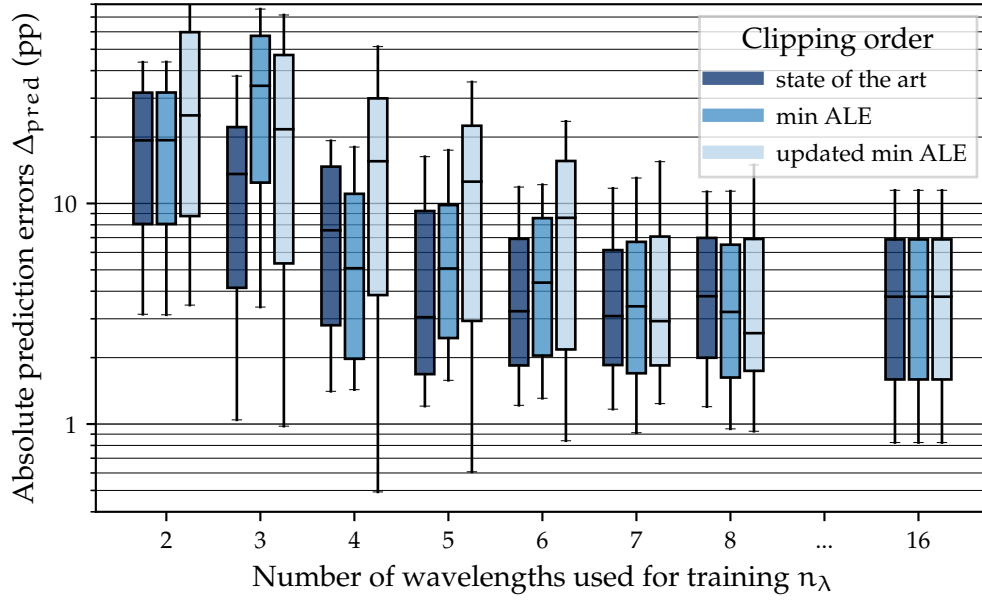 Absolute prediction errors Δpred (pp)
10
1
Clipping order
state of the art
min ALE
updated min ALE
2 3 4 5 6 7 8 ... 16
Number of wavelengths used for training nλ